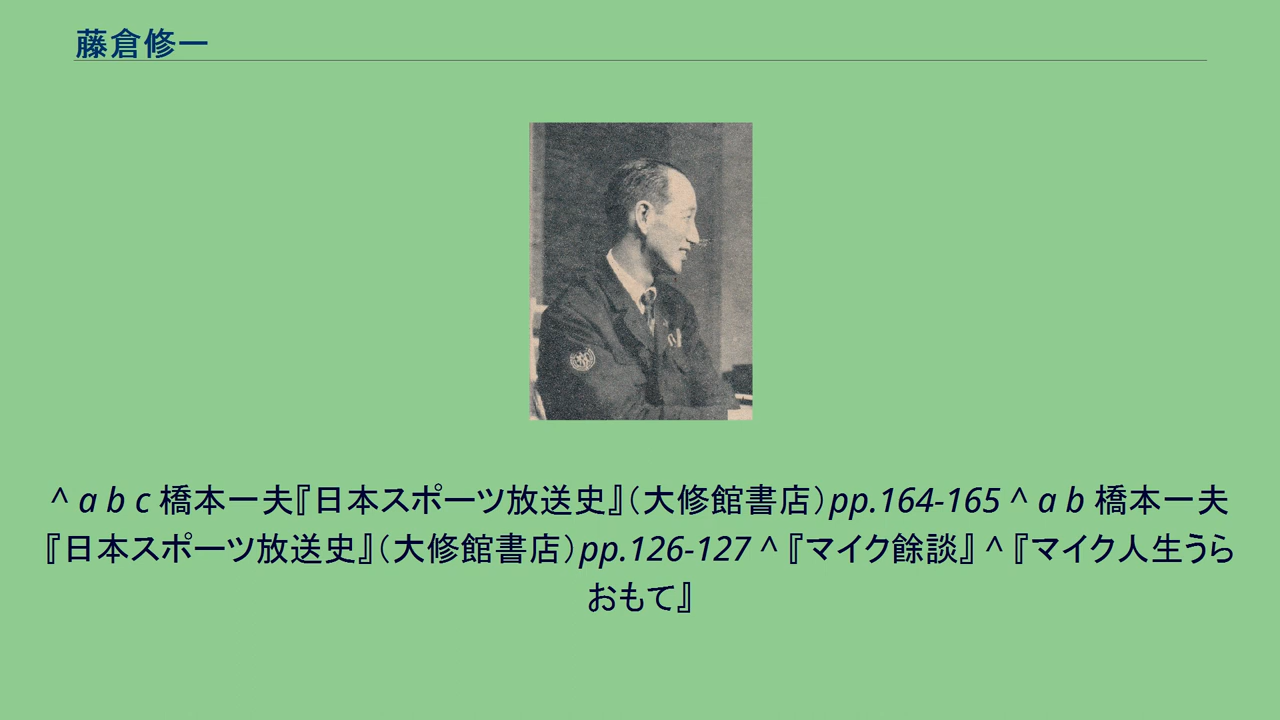 藤倉修一
^ a b c 橋本一夫『日本スポーツ放送史』（大修館書店）pp.164-165 ^ a b 橋本一夫
『日本スポーツ放送史』（大修館書店）pp.126-127 ^ 『マイク餘談』 ^ 『マイク人生うら
おもて』